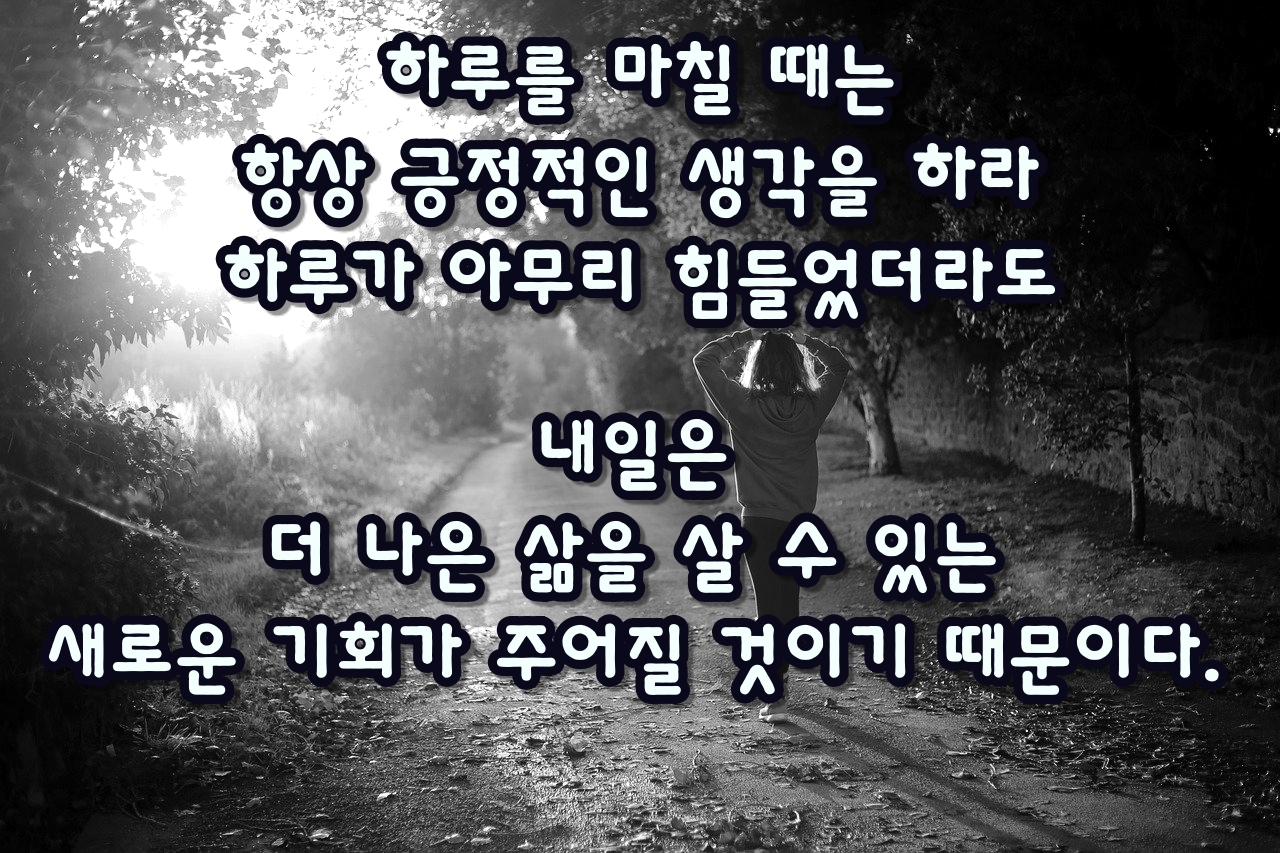 하루를 마칠 때는
항상 긍정적인 생각을 하라
하루가 아무리 힘들었더라도
내일은
더 나은 삶을 살 수 있는
새로운 기회가 주어질 것이기 때문이다.